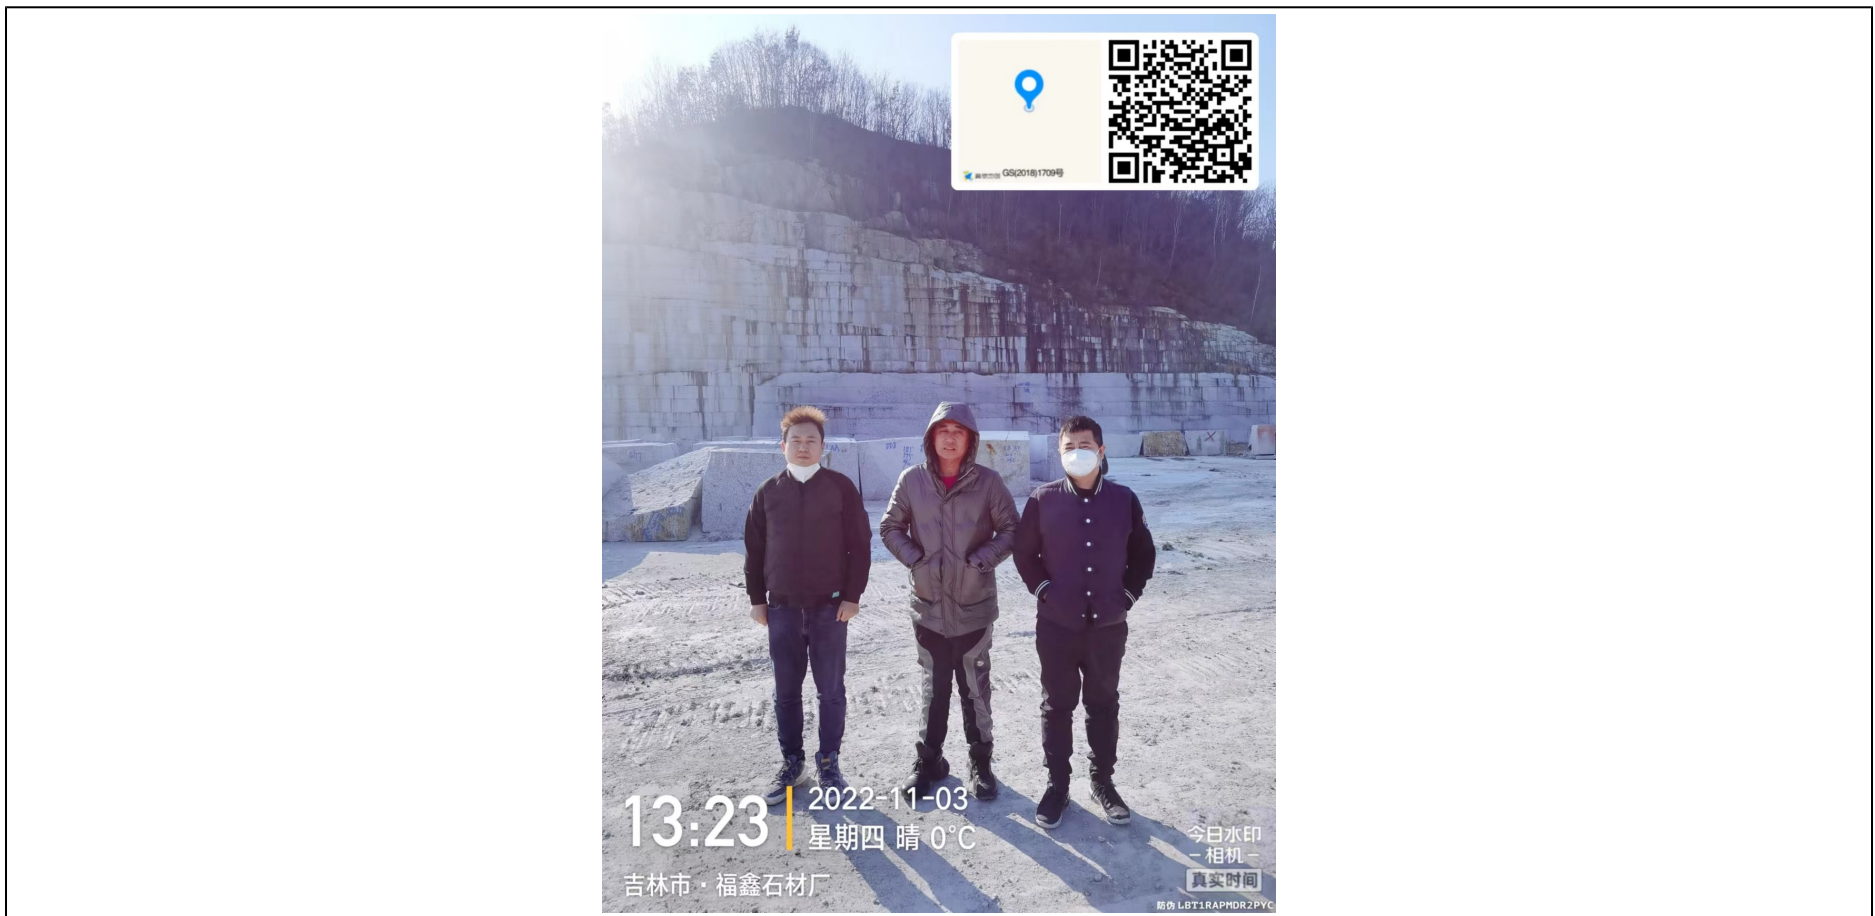 GS(2018)1709号
13:23
2022-11-03
星期四 晴 0°C
吉林市·福鑫石材厂
今日水印
-相机-
真实时间
防伪 LBT1RAPMDR2PYC